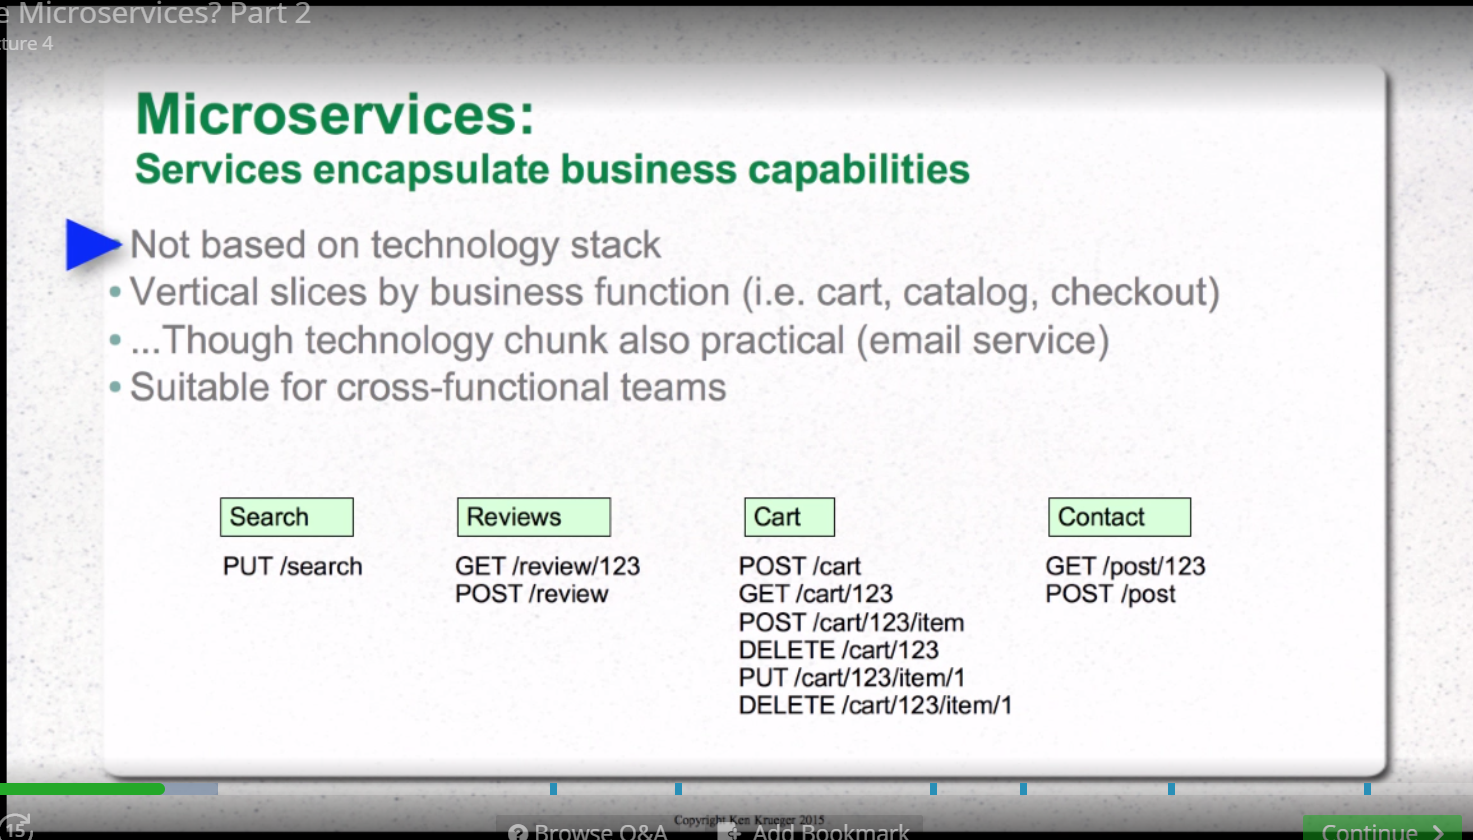 e Microservices? Part 2
cture 4
Microservices:
Services encapsulate business capabilities
Not based on technology stack
• Vertical slices by business function (i.e. cart, catalog, checkout)
• ...Though technology chunk also practical (email service)
• Suitable for cross-functional teams
Search
Reviews
Cart
Contact
PUT /search
GET /review/123
POST /review
POST /cart
GET /cart/123
POST /cart/123/item
DELETE /cart/123
PUT /cart/123/item/1
DELETE /cart/123/item/1
GET /post/123
POST /post
Copyright Ken Krueger 2015
15
? Browse Q&A
Add Bookmark
Continue